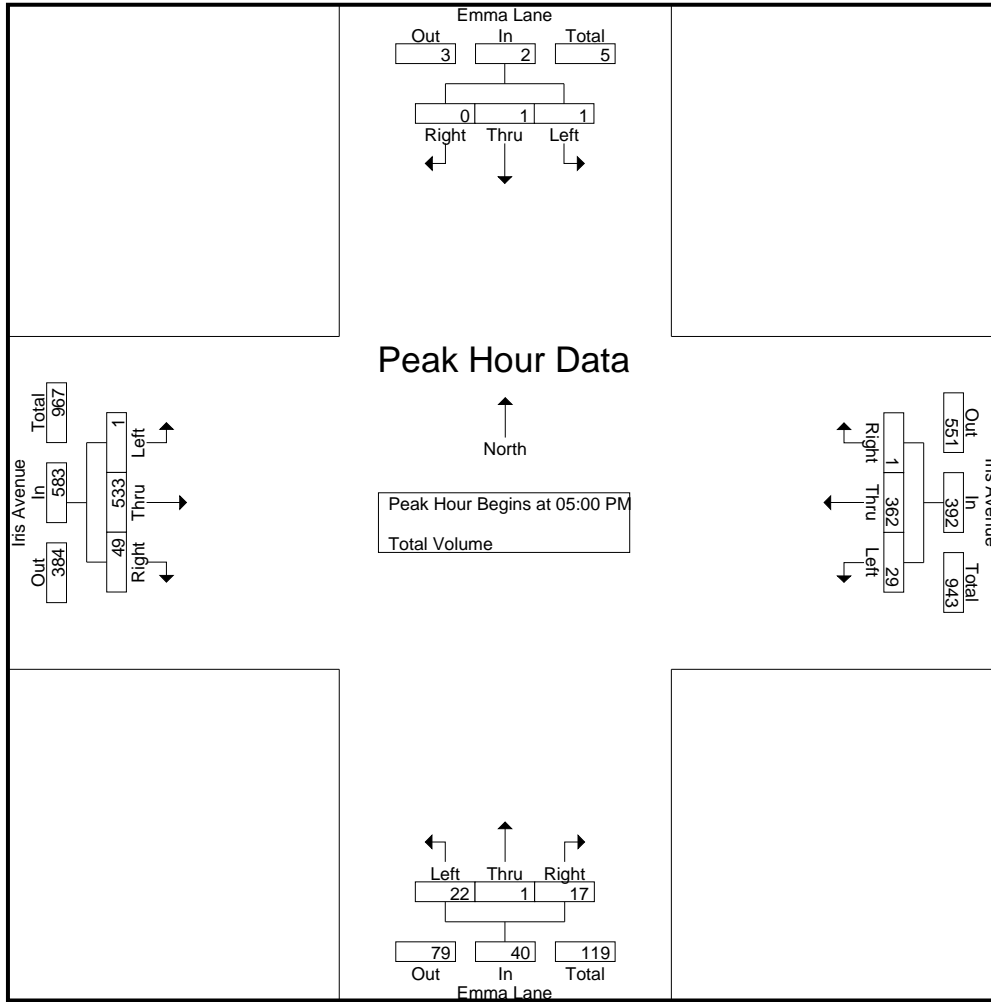 Emma Lane
Out In Total
3 2 5
0 1 1
Right Thru Left
Peak Hour Data
North
Peak Hour Begins at 05:00 PM
Total Volume
Iris Avenue
Out In Total
384 583 967
49 533 1
Right Thru Left
Iris Avenue
Out In Total
551 392 943
1 362 29
Right Thru Left
Left Thru Right
22 1 17
79 40 119
Out In Total
Emma Lane